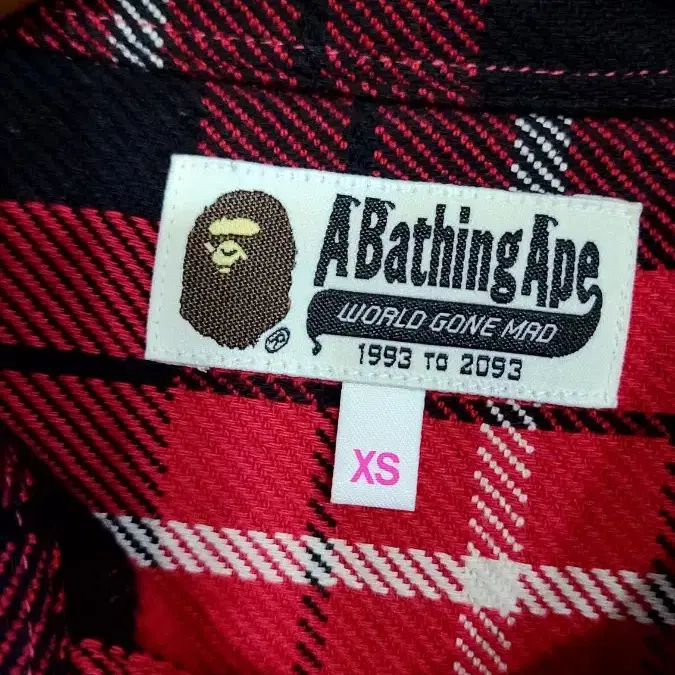 A Bathing Ape
WORLD GONE MAD
1993 TO 2093
®
XS